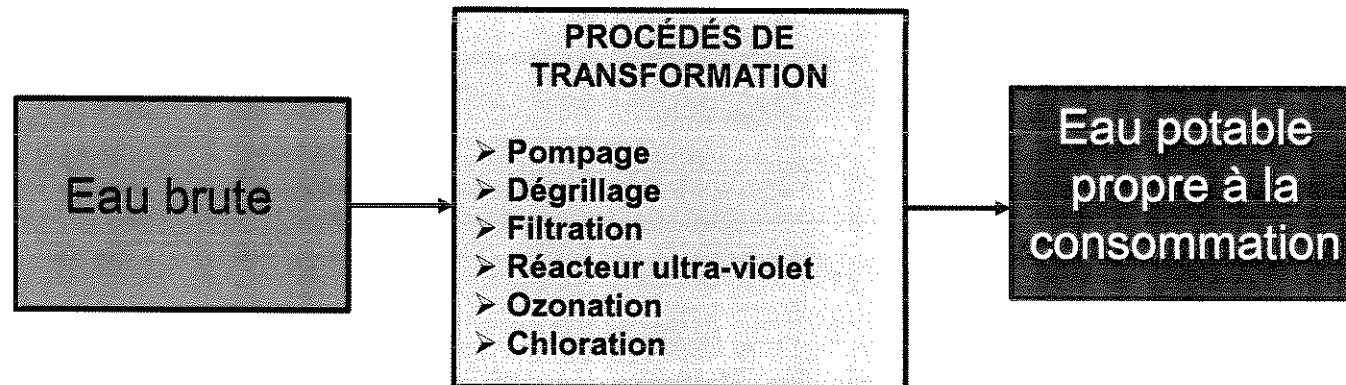 Eau brute
PROCÉDÉS DE
TRANSFORMATION
➢ Pompage
➢ Dégrillage
➢ Filtration
➢ Réacteur ultra-violet
➢ Ozonation
➢ Chloration
Eau potable
propre à la
consommation